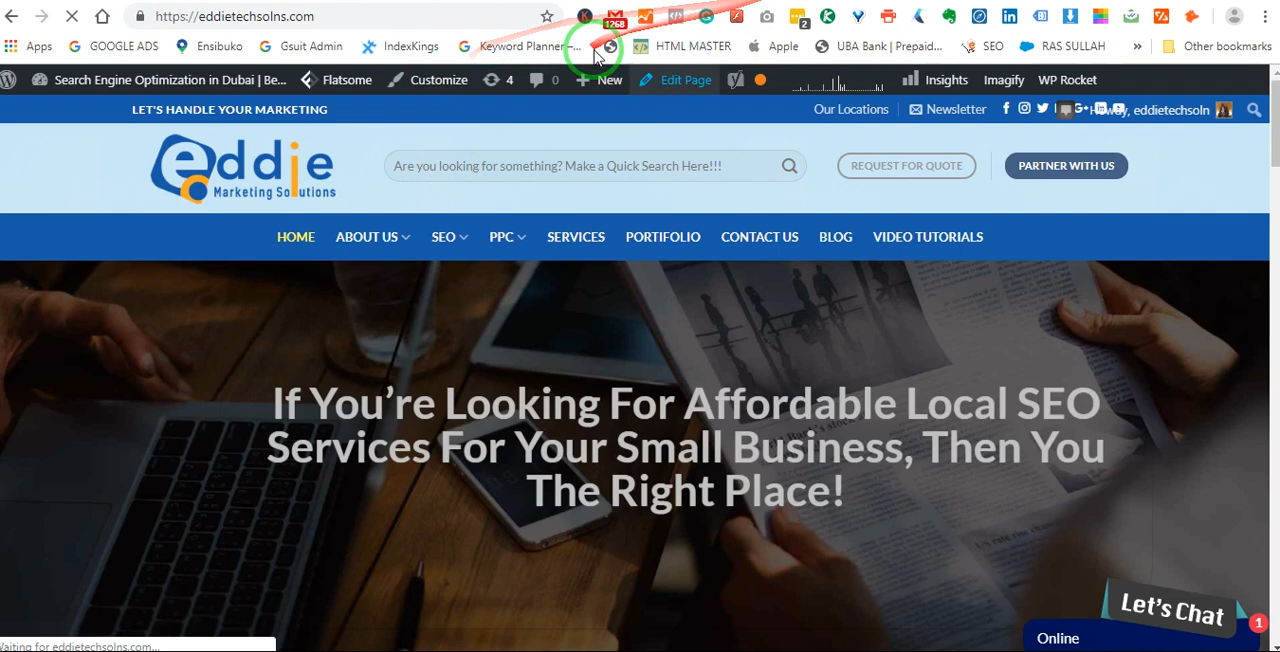 https://eddietechsolns.com
1268
2
Apps GOOGLE ADS Ensibuko Gsuit Admin IndexKings Keyword Planner –... HTML MASTER Apple UBA Bank | Prepaid... SEO RAS SULLAH » Other bookmarks
Search Engine Optimization in Dubai | Be... Flatsome Customize 4 0 New Edit Page Insights Imagify WP Rocket
LET'S HANDLE YOUR MARKETING Our Locations Newsletter Howdy, eddietechsoln
eddie
Marketing Solutions
Are you looking for something? Make a Quick Search Here!!!
REQUEST FOR QUOTE PARTNER WITH US
HOME ABOUT US SEO PPC SERVICES PORTIFOLIO CONTACT US BLOG VIDEO TUTORIALS
If You're Looking For Affordable Local SEO
Services For Your Small Business, Then You
The Right Place!
Let's Chat
1
Online
Waiting for eddietechsolns.com...